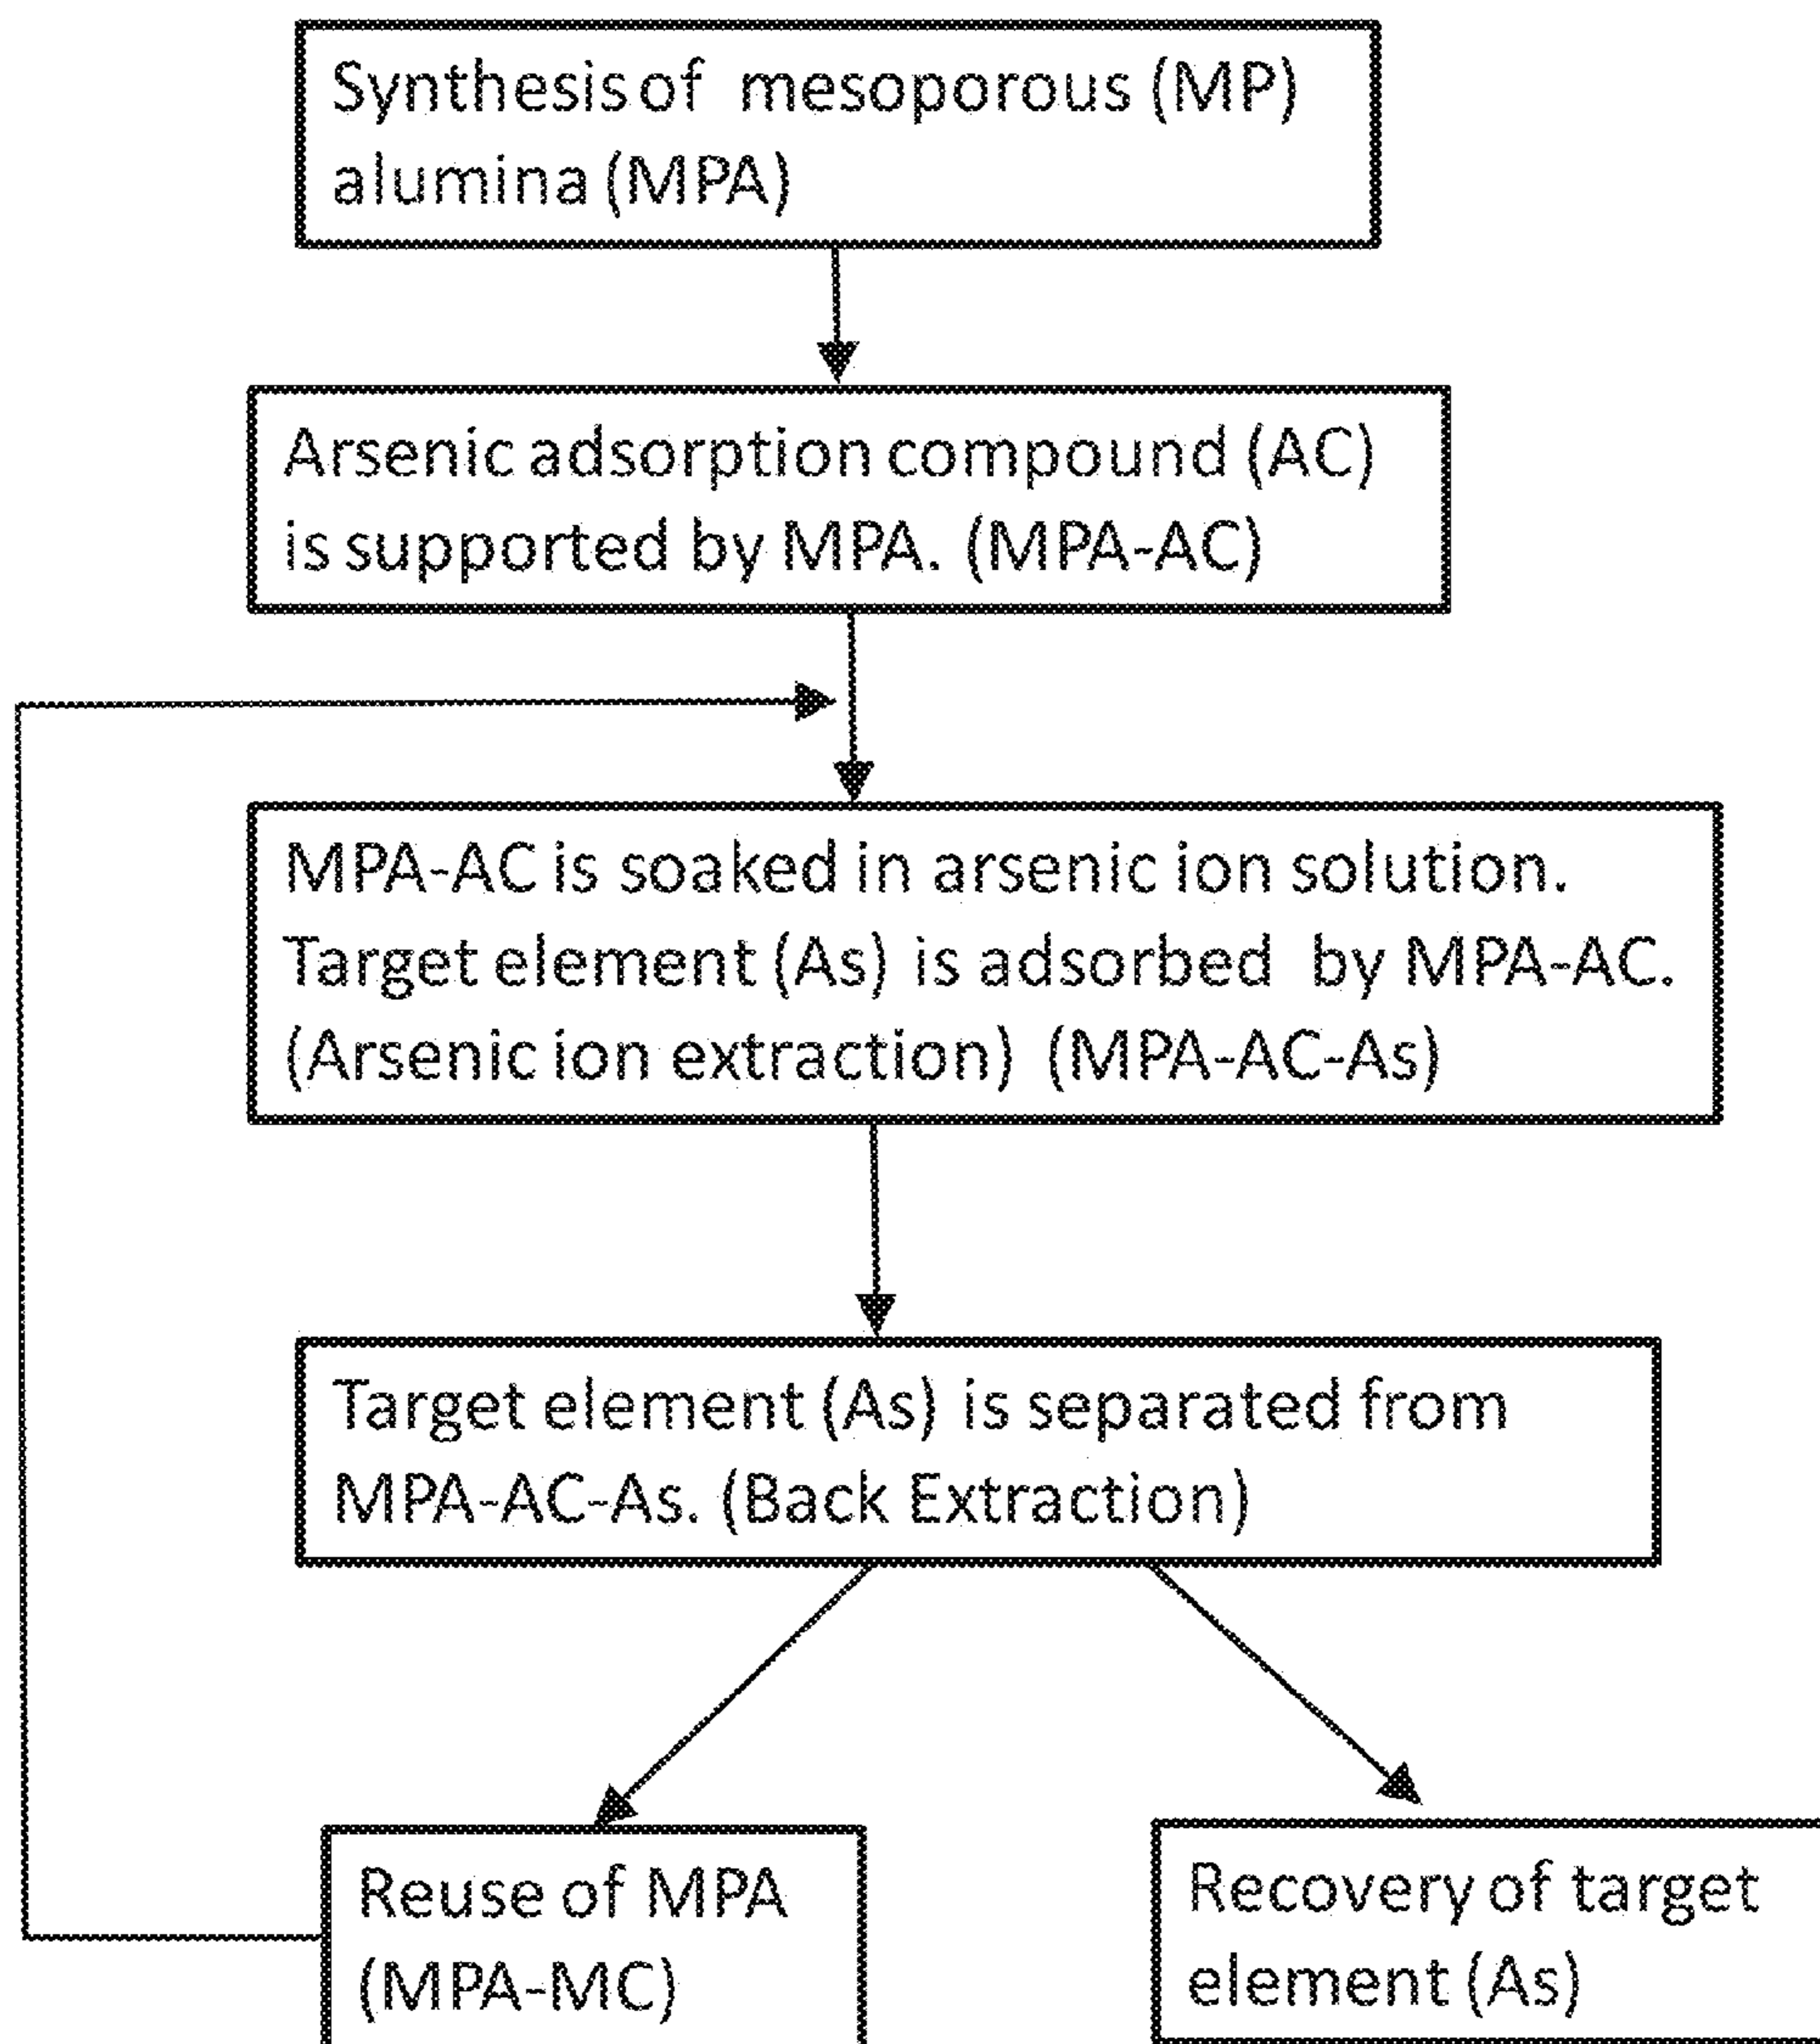 Synthesis of mesoporous (MP)
alumina (MPA)
Arsenic adsorption compound (AC)
is supported by MPA. (MPA-AC)
MPA-AC is soaked in arsenic ion solution.
Target element (As) is adsorbed by MPA-AC.
(Arsenic ion extraction) (MPA-AC-As)
Target element (As) is separated from
MPA-AC-As. (Back Extraction)
Reuse of MPA
(MPA-MC)
Recovery of target
element (As)